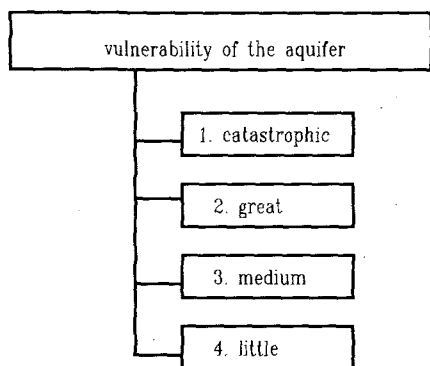 vulnerability of the aquifer
1. catastrophic
2. great
3. medium
4. little